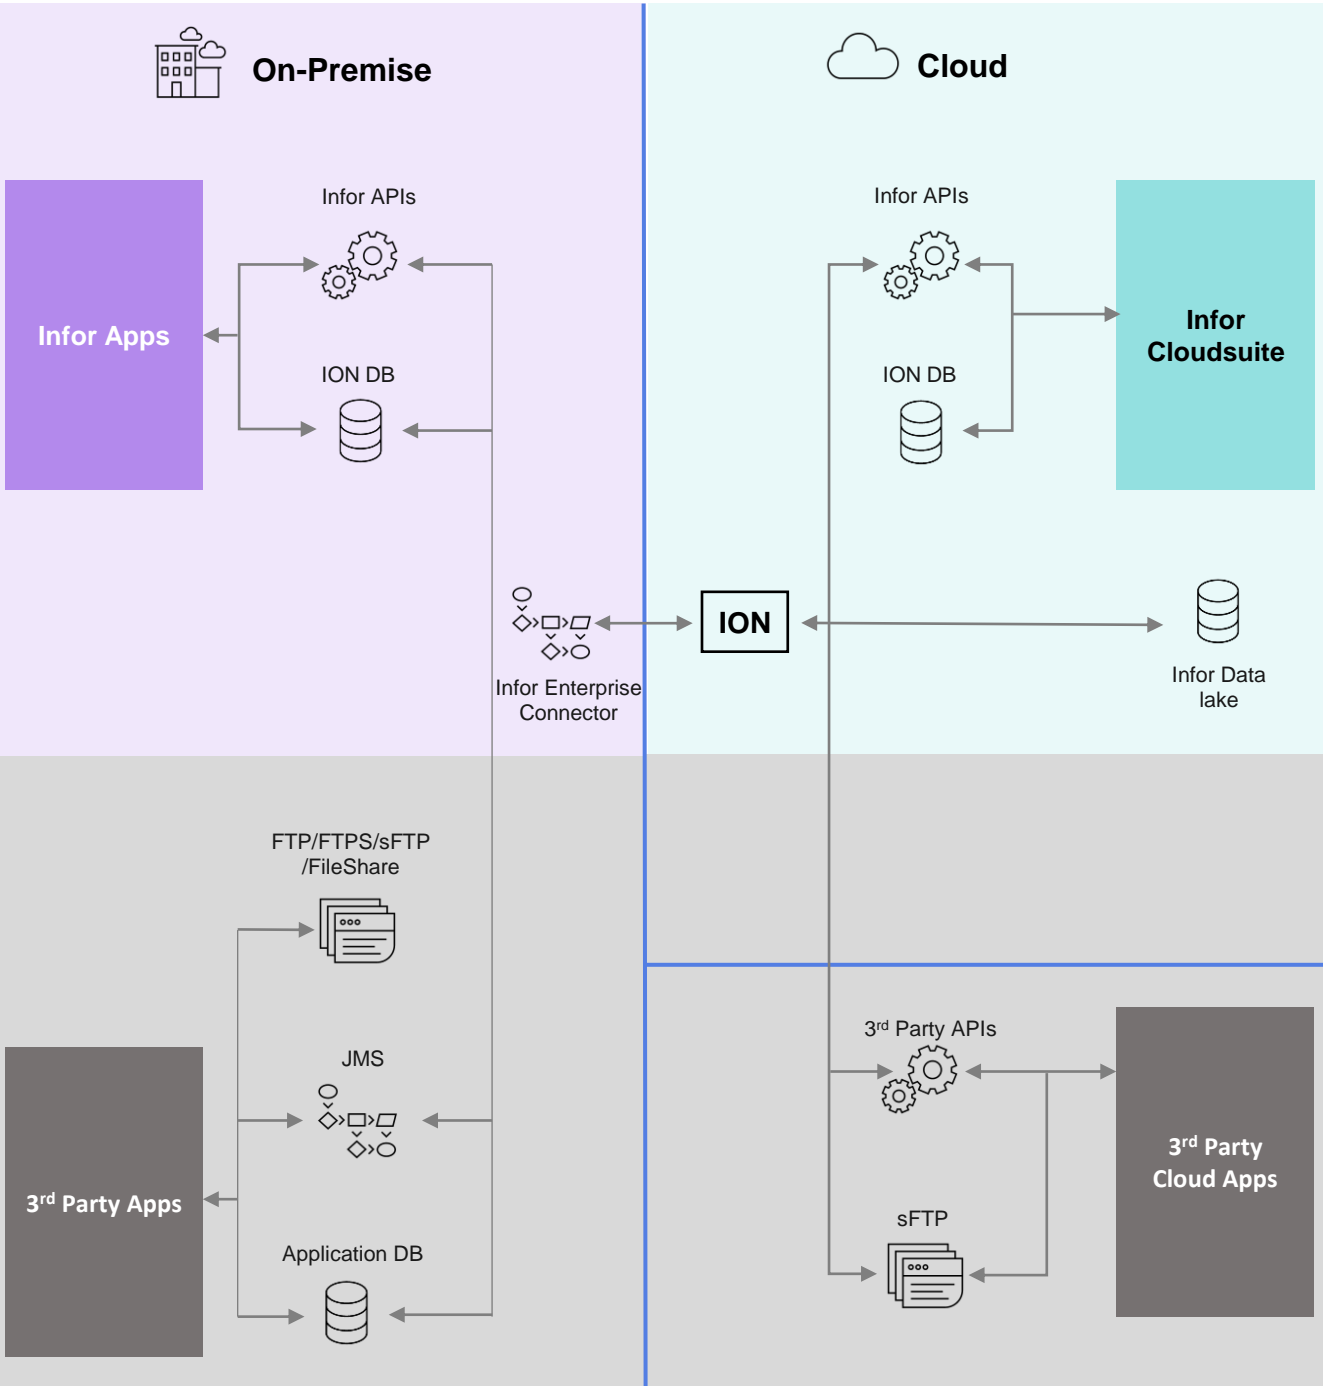 On-Premise
Cloud
Infor APIs
Infor APIs
Infor Apps
Infor
Cloudsuite
ION DB
ION DB
ION
Infor Enterprise
Connector
Infor Data
lake
FTP/FTPS/sFTP
/FileShare
3rd Party APIs
JMS
3rd Party
Cloud Apps
3rd Party Apps
sFTP
Application DB